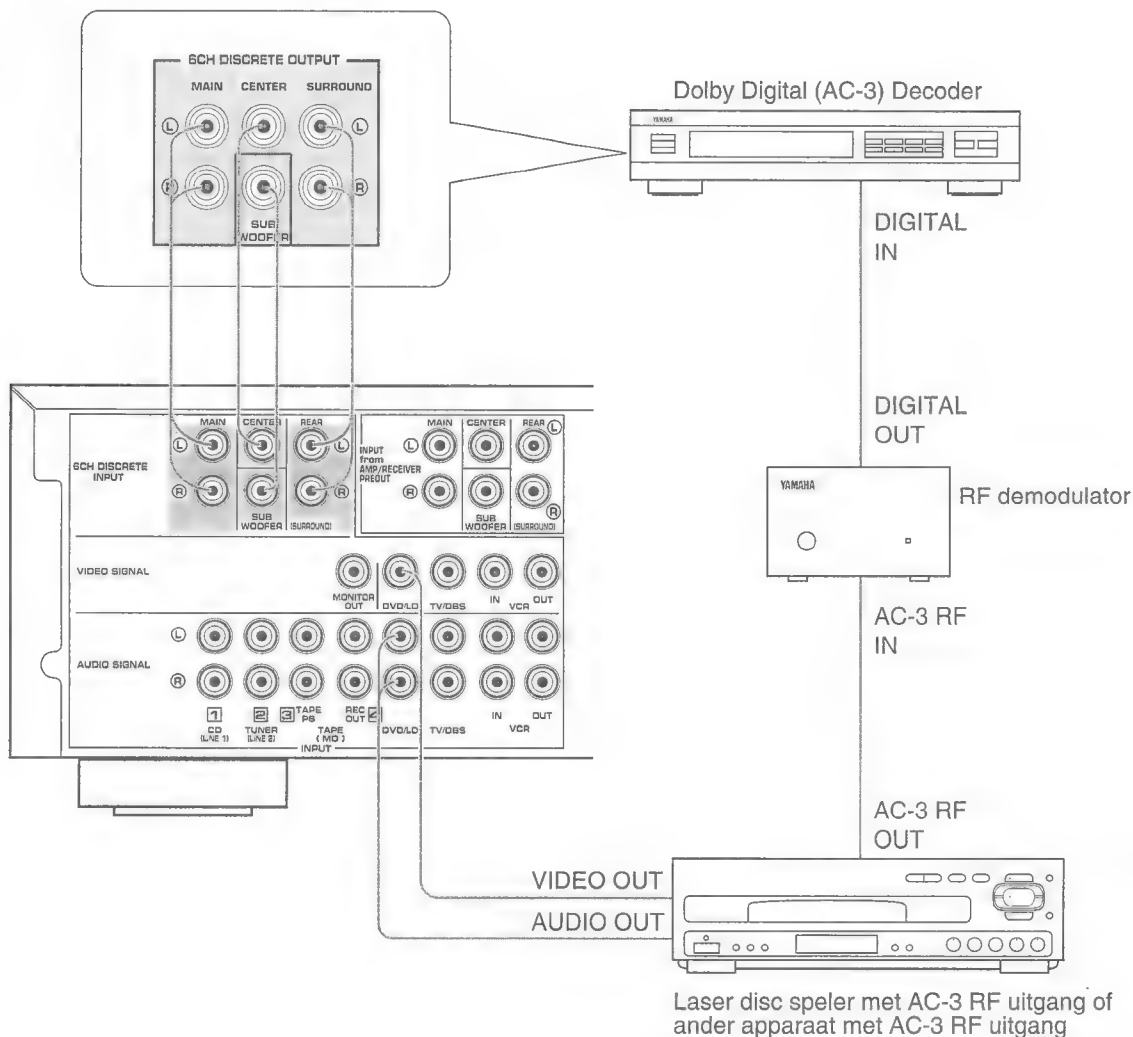 6CH DISCRETE OUTPUT
MAIN CENTER SURROUND
L L
R R
SUB
WOOFER
Dolby Digital (AC-3) Decoder
YAMAHA
DIGITAL
IN
DIGITAL
OUT
YAMAHA
RF demodulator
AC-3 RF
IN
AC-3 RF
OUT
6CH DISCRETE
INPUT
MAIN CENTER REAR
L L
R R
SUB
WOOFER
(SURROUND)
INPUT
from
AMP/RECEIVER
PREOUT
MAIN CENTER REAR
L L
R R
SUB
WOOFER
(SURROUND)
VIDEO SIGNAL
MONITOR
OUT
DVD/LD TV/DBS IN VCR OUT
AUDIO SIGNAL
L
R
1 2 3 TAPE
PB
REC
OUT 4
CD
(LINE 1)
TUNER
(LINE 2)
TAPE
(MD)
DVD/LD TV/DBS IN VCR OUT
INPUT
VIDEO OUT
AUDIO OUT
Laser disc speler met AC-3 RF uitgang of
ander apparaat met AC-3 RF uitgang